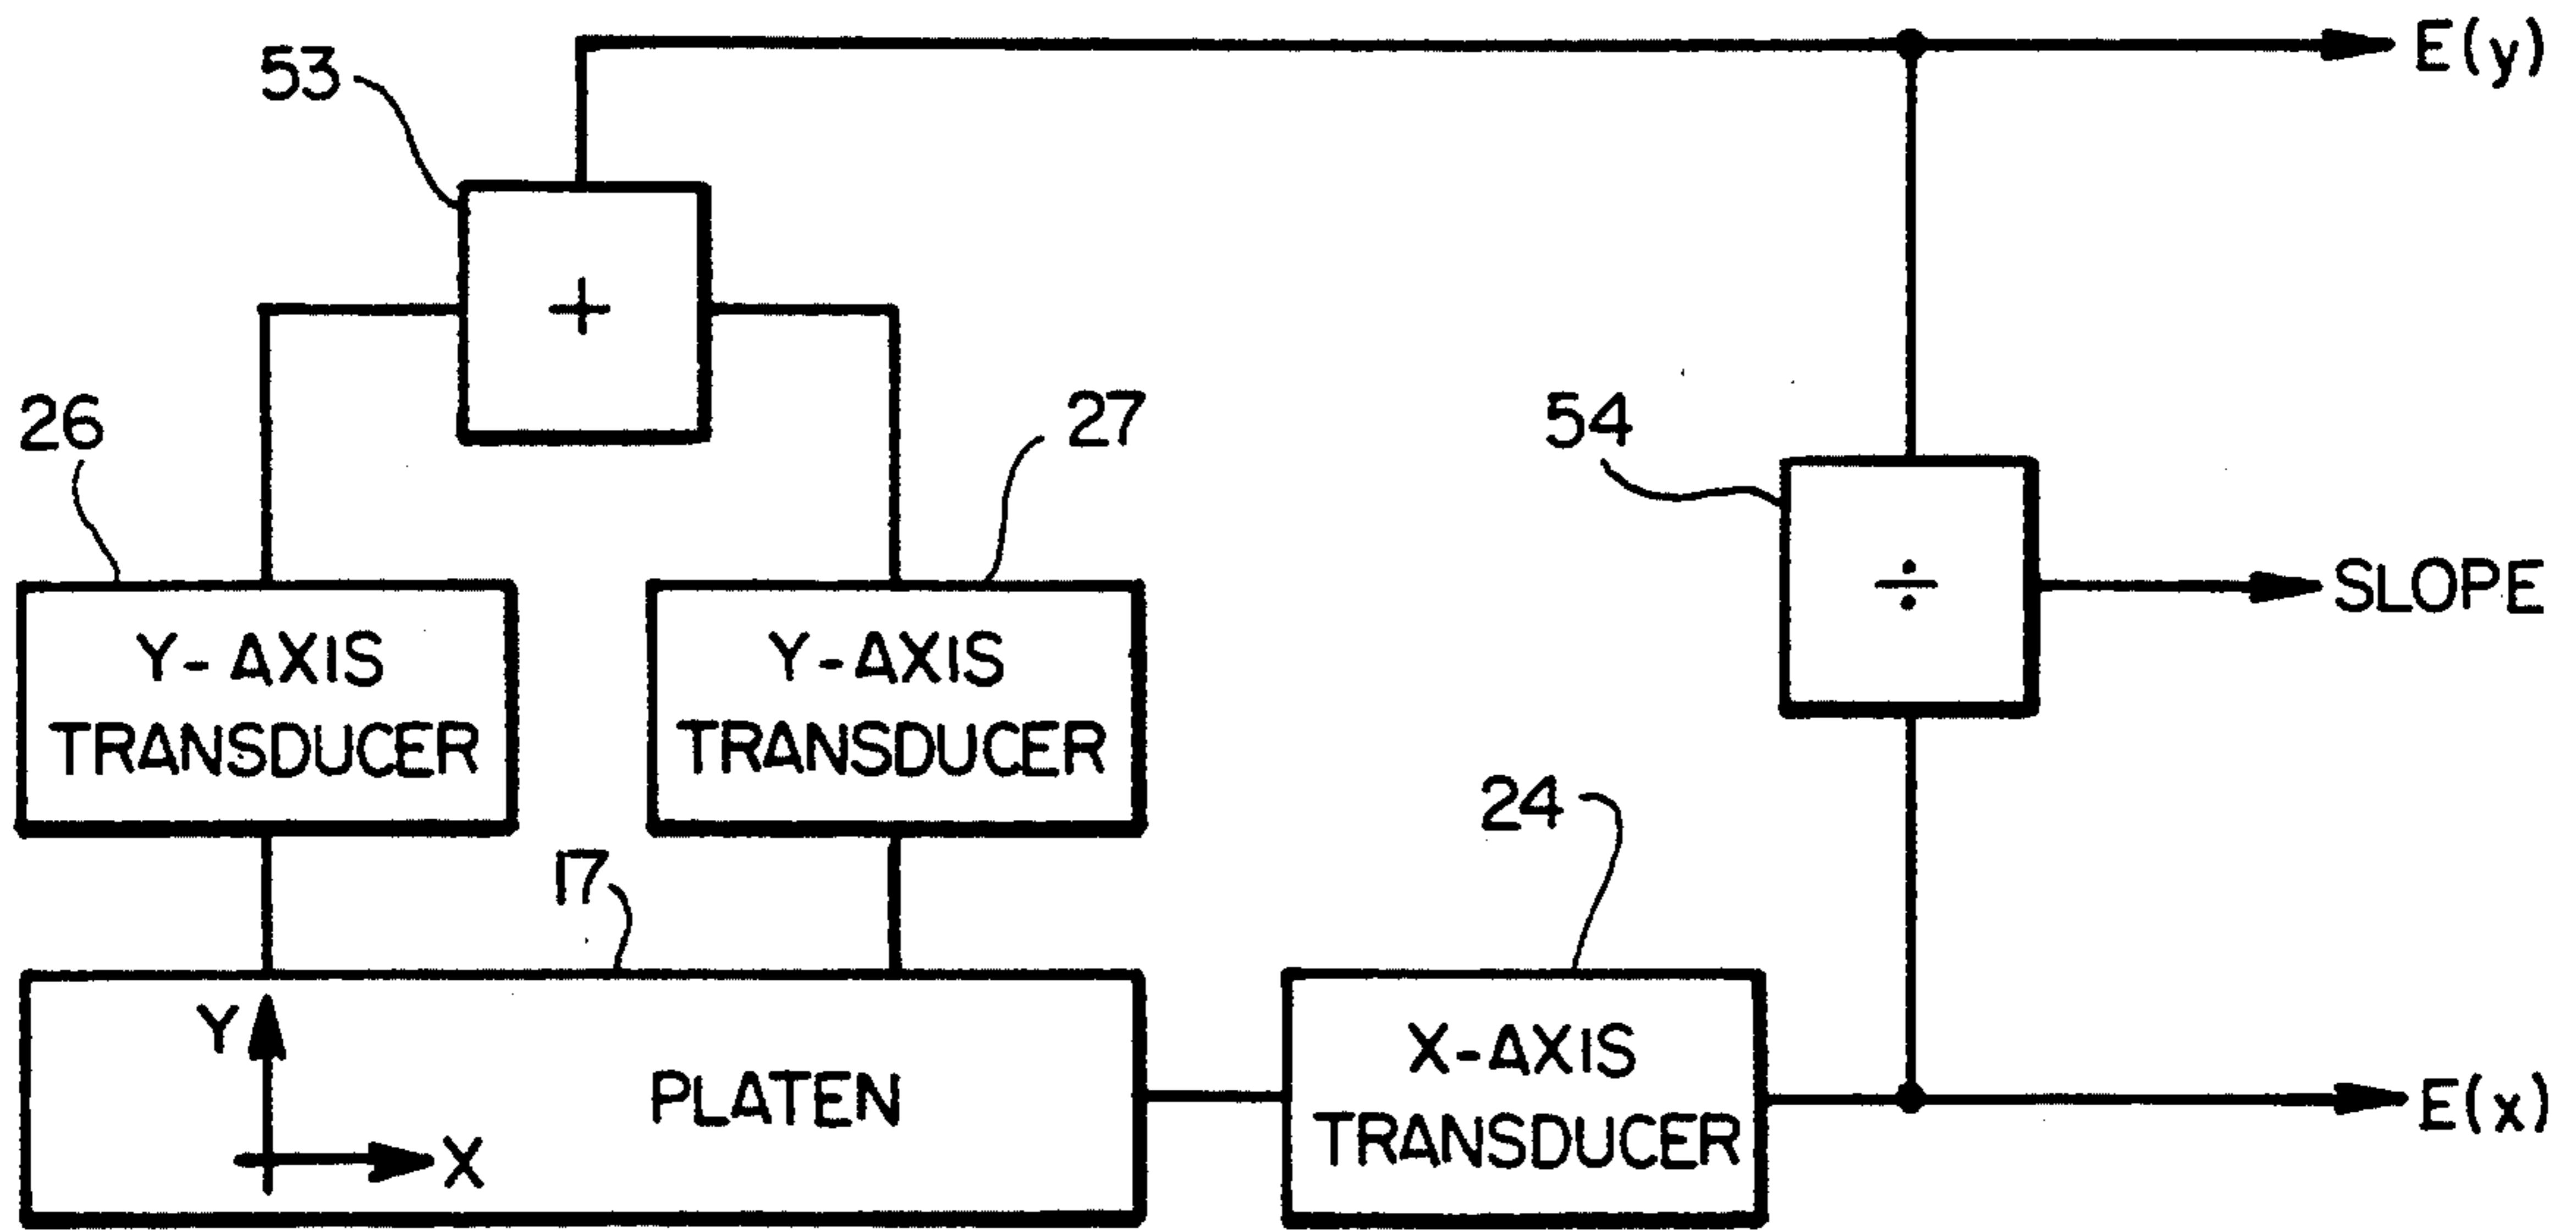 E(y)
53
+
26
27
54
÷
SLOPE
Y-AXIS
TRANSDUCER
Y-AXIS
TRANSDUCER
24
17
Y
X
PLATEN
X-AXIS
TRANSDUCER
E(x)